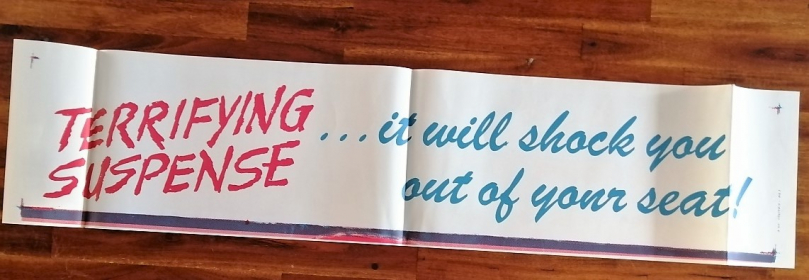 TERRIFYING
SUSPENSE
...it will shock you
out of your seat!